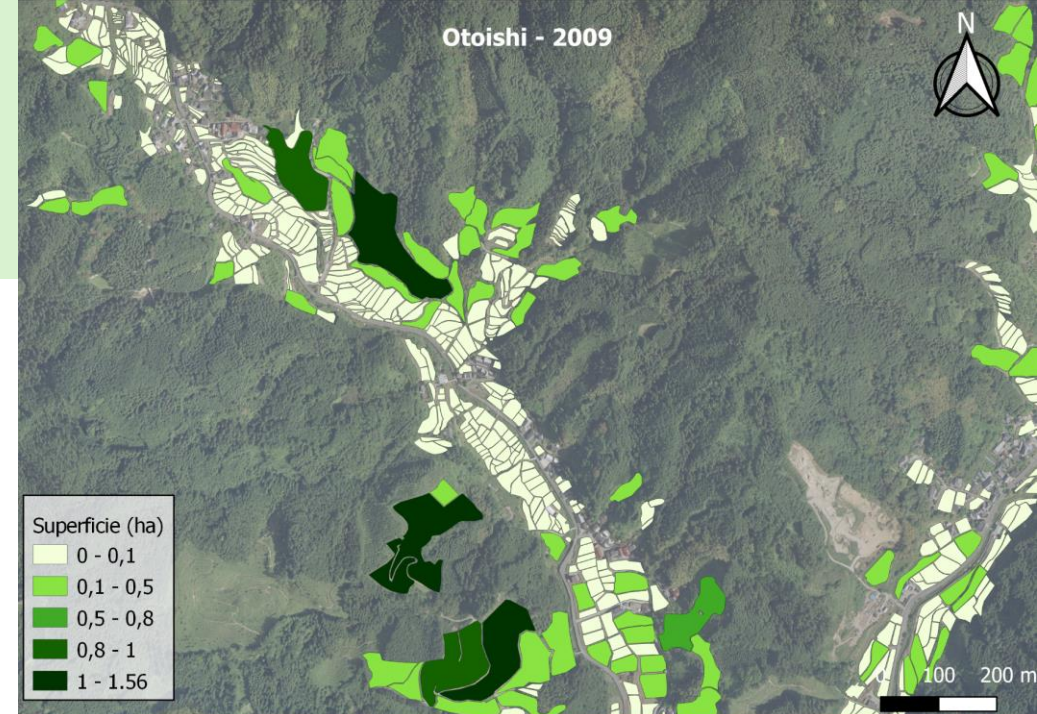 Otoishi - 2009
N
Superficie (ha)
0 - 0,1
0,1 - 0,5
0,5 - 0,8
0,8 - 1
1 - 1.56
0 100 200 m